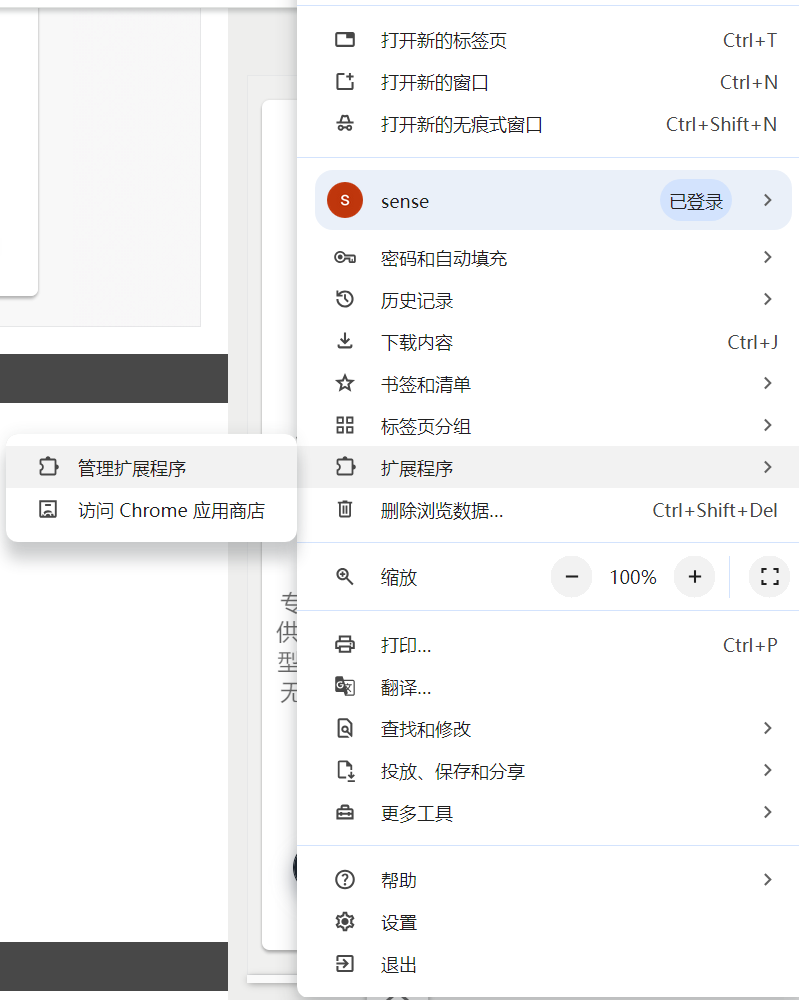 打开新的标签页 Ctrl+T
打开新的窗口 Ctrl+N
打开新的无痕式窗口 Ctrl+Shift+N
S sense 已登录
密码和自动填充
历史记录
下载内容 Ctrl+J
书签和清单
标签页分组
管理扩展程序
扩展程序
访问 Chrome 应用商店
删除浏览数据... Ctrl+Shift+Del
缩放 100%
专
供
型
无
打印... Ctrl+P
翻译...
查找和修改
投放、保存和分享
更多工具
帮助
设置
退出